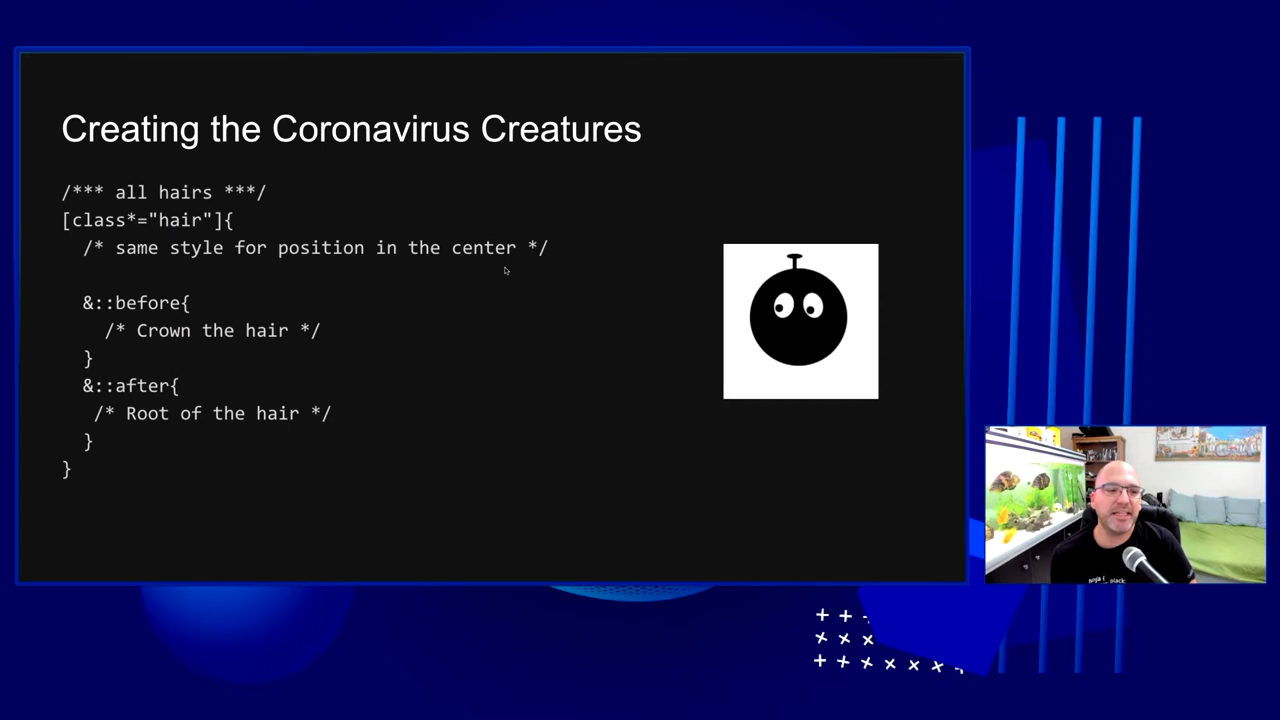 Creating the Coronavirus Creatures
/*** all hairs ***/
[class*="hair"]{
/* same style for position in the center */
&::before{
/* Crown the hair */
}
&::after{
/* Root of the hair */
}
}